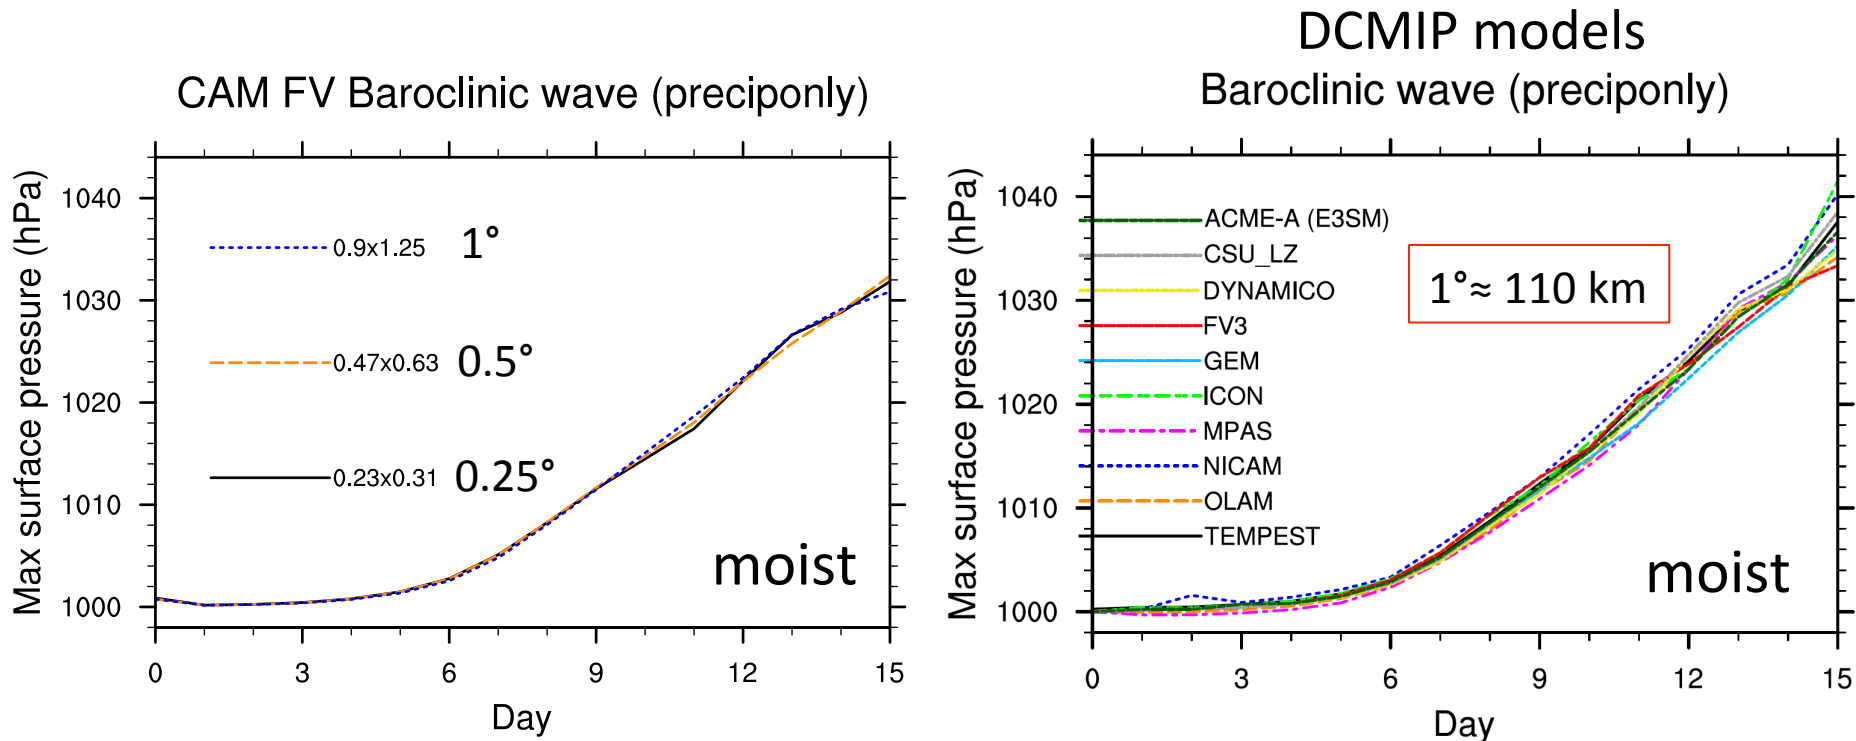 CAM FV Baroclinic wave (preciponly)
Max surface pressure (hPa)
1040
1030
1020
1010
1000
0.9x1.25 1°
0.47x0.63 0.5°
0.23x0.31 0.25°
moist
0 3 6 9 12 15
Day
DCMIP models
Baroclinic wave (preciponly)
Max surface pressure (hPa)
1040
1030
1020
1010
1000
ACME-A (E3SM)
CSU_LZ
DYNAMICO
FV3
GEM
ICON
MPAS
NICAM
OLAM
TEMPEST
1°≈ 110 km
moist
0 3 6 9 12 15
Day